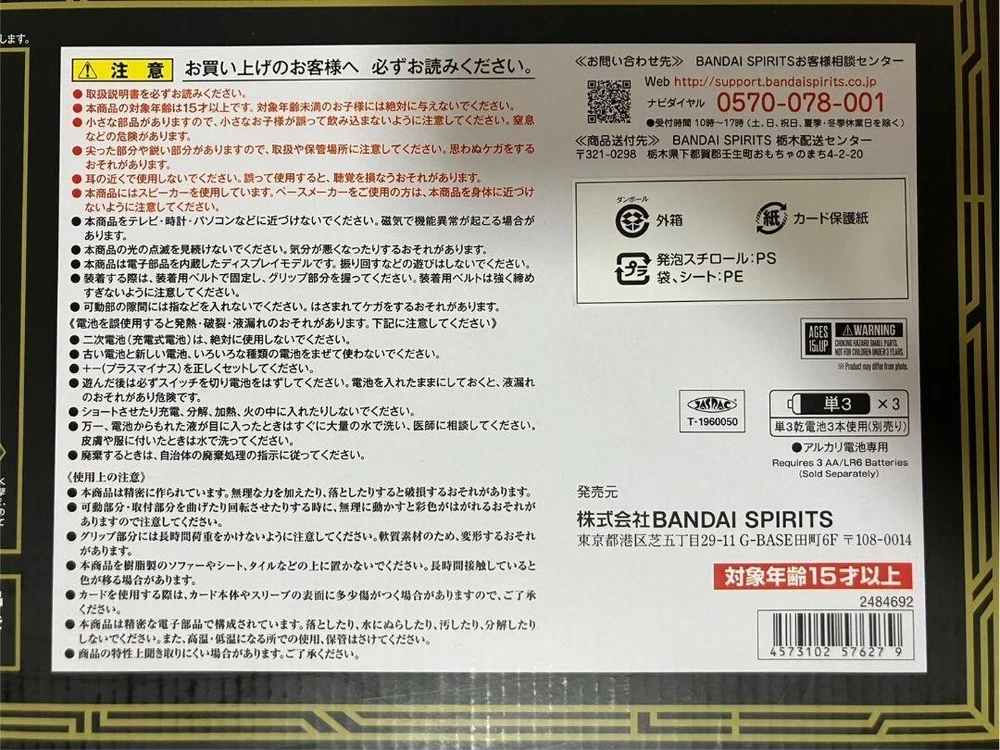 します。
注 意 お買い上げのお客様へ 必ずお読みください。
●取扱説明書を必ずお読みください。
●本商品の対象年齢は15才以上です。対象年齢未満のお子様には絶対に与えないでください。
●小さな部品がありますので、小さなお子様が誤って飲み込まないように注意してください。窒息
などの危険があります。
●尖った部分や鋭い部分がありますので、取扱や保管場所に注意してください。思わぬケガをする
おそれがあります。
●耳の近くで使用しないでください。誤って使用すると、聴覚を損なうおそれがあります。
●本商品にはスピーカーを使用しています。ペースメーカーをご使用の方は、本商品を身体に近づけ
ないように注意してください。
●本商品をテレビ・時計・パソコンなどに近づけないでください。磁気で機能異常が起こる場合が
あります。
●本商品の光の点滅を見続けないでください。気分が悪くなったりするおそれがあります。
●本商品は電子部品を内蔵したディスプレイモデルです。振り回すなどの遊びはしないでください。
●装着する際は、装着用ベルトで固定し、グリップ部分を握ってください。装着用ベルトは強く締め
すぎないように注意してください。
●可動部の隙間には指などを入れないでください。はさまれてケガをするおそれがあります。
《電池を誤使用すると発熱・破裂・液漏れのおそれがあります。下記に注意してください》
●二次電池(充電式電池)は、絶対に使用しないでください。
●古い電池と新しい電池、いろいろな種類の電池をまぜて使わないでください。
●+−(プラスマイナス)を正しくセットしてください。
●遊んだ後は必ずスイッチを切り電池をはずしてください。電池を入れたままにしておくと、液漏れ
のおそれがあり危険です。
●ショートさせたり充電、分解、加熱、火の中に入れたりしないでください。
●万一、電池からもれた液が目に入ったときはすぐに大量の水で洗い、医師に相談してください。
皮膚や服に付いたときは水で洗ってください。
●廃棄するときは、自治体の廃棄処理の指示に従ってください。
《使用上の注意》
●本商品は精密に作られています。無理な力を加えたり、落としたりすると破損するおそれがあります。
●可動部分・取付部分を曲げたり回転させたりする時に、無理に動かすと彩色がはがれるおそれが
ありますので注意してください。
●グリップ部分には長時間荷重をかけないように注意してください。軟質素材のため、変形するおそれ
があります。
●本商品を樹脂製のソファーやシート、タイルなどの上に置かないでください。長時間接触していると
色が移る場合があります。
●カードを使用する際は、カード本体やスリーブの表面に多少傷がつく場合がありますので、ご了承
ください。
●本商品は精密な電子部品で構成されています。落としたり、水にぬらしたり、汚したり、分解したり
しないでください。また、高温・低温になる所での使用、保管はさけてください。
●商品の特性上聞き取りにくい場合があります。ご了承ください。
≪お問い合わせ先≫ BANDAI SPIRITSお客様相談センター
Web http://support.bandaispirits.co.jp
ナビダイヤル 0570-078-001
●受付時間 10時〜17時(土、日、祝日、夏季・冬季休業日を除く)
≪商品送付先≫ BANDAI SPIRITS 栃木配送センター
〒321-0298 栃木県下都賀郡壬生町おもちゃのまち4-2-20
ダンボール
外箱
紙 カード保護紙
プラ 発泡スチロール:PS
袋、シート:PE
AGES 15&UP
WARNING
CHOKING HAZARD-SMALL PARTS.
NOT FOR CHILDREN UNDER 3 YEARS.
※Product may differ from photo.
JASRAC
T-1960050
単3 ×3
単3乾電池3本使用(別売り)
●アルカリ電池専用
Requires 3 AA/LR6 Batteries
(Sold Separately)
発売元
株式会社BANDAI SPIRITS
東京都港区芝五丁目29-11 G-BASE田町6F 〒108-0014
対象年齢15才以上
2484692
4573102 57627 9